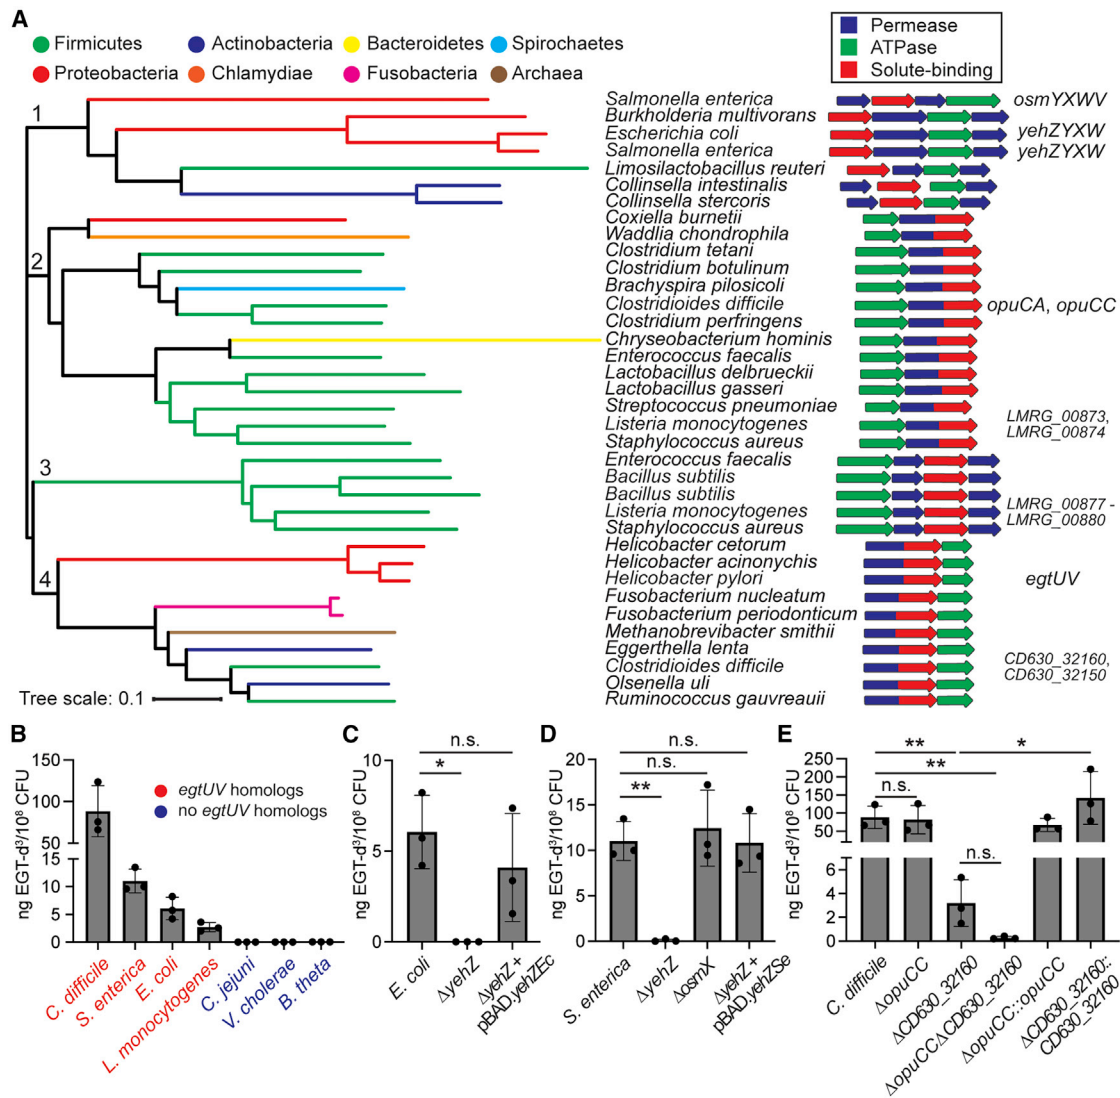 A
Firmicutes Actinobacteria Bacteroidetes Spirochaetes
Proteobacteria Chlamydiae Fusobacteria Archaea
Permease
ATPase
Solute-binding
1
2
3
4
Salmonella enterica osmYXWV
Burkholderia multivorans
Escherichia coli yehZYXW
Salmonella enterica yehZYXW
Limosilactobacillus reuteri
Collinsella intestinalis
Collinsella stercoris
Coxiella burnetii
Waddlia chondrophila
Clostridium tetani
Clostridium botulinum
Brachyspira pilosicoli
Clostridioides difficile opuCA, opuCC
Clostridium perfringens
Chryseobacterium hominis
Enterococcus faecalis
Lactobacillus delbrueckii
Lactobacillus gasseri
Streptococcus pneumoniae
Listeria monocytogenes LMRG_00873,
Staphylococcus aureus LMRG_00874
Enterococcus faecalis
Bacillus subtilis
Bacillus subtilis
Listeria monocytogenes LMRG_00877 -
Staphylococcus aureus LMRG_00880
Helicobacter cetorum
Helicobacter acinonychis
Helicobacter pylori egtUV
Fusobacterium nucleatum
Fusobacterium periodonticum
Methanobrevibacter smithii
Eggerthella lenta
Clostridioides difficile CD630_32160,
Olsenella uli CD630_32150
Ruminococcus gauvreauii
Tree scale: 0.1
B
ng EGT-d³/10⁸ CFU
150
100
50
15
10
5
0
egtUV homologs
no egtUV homologs
C. difficile
S. enterica
E. coli
L. monocytogenes
C. jejuni
V. cholerae
B. theta
C
ng EGT-d³/10⁸ CFU
10
5
0
n.s.
*
E. coli
ΔyehZ
ΔyehZ+
pBAD.yehZEc
D
ng EGT-d³/10⁸ CFU
20
15
10
5
0
n.s.
n.s.
**
S. enterica
ΔyehZ
ΔosmX
ΔyehZ+
pBAD.yehZSe
E
ng EGT-d³/10⁸ CFU
250
200
150
100
50
6
4
2
0
** *
**
n.s.
n.s.
C. difficile
ΔopuCC
ΔCD630_32160
ΔopuCCΔCD630_32160
ΔopuCC::opuCC
ΔCD630_32160::
CD630_32160